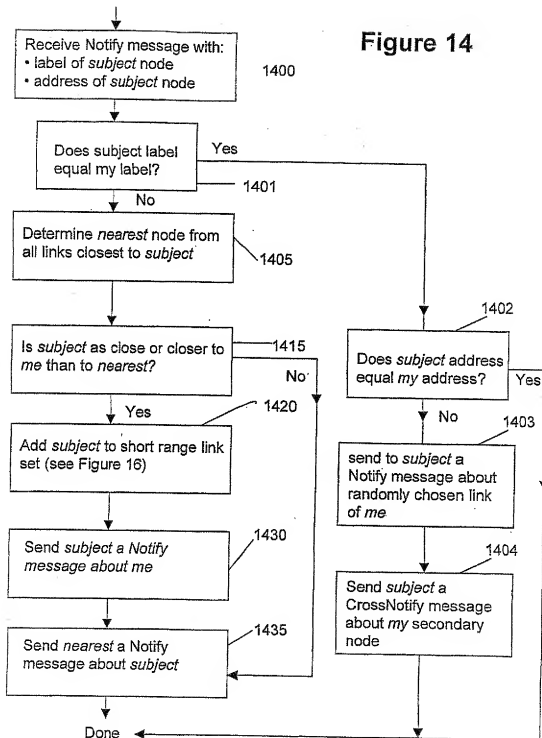 Figure 14
Receive Notify message with:
• label of subject node
• address of subject node
1400
Does subject label
equal my label?
Yes
1401
No
Determine nearest node from
all links closest to subject
1405
Is subject as close or closer to
me than to nearest?
1415
No
Yes
1420
Add subject to short range link
set (see Figure 16)
Send subject a Notify
message about me
1430
Send nearest a Notify
message about subject
1435
Done
1402
Does subject address
equal my address?
Yes
No
1403
send to subject a
Notify message about
randomly chosen link
of me
1404
Send subject a
CrossNotify message
about my secondary
node